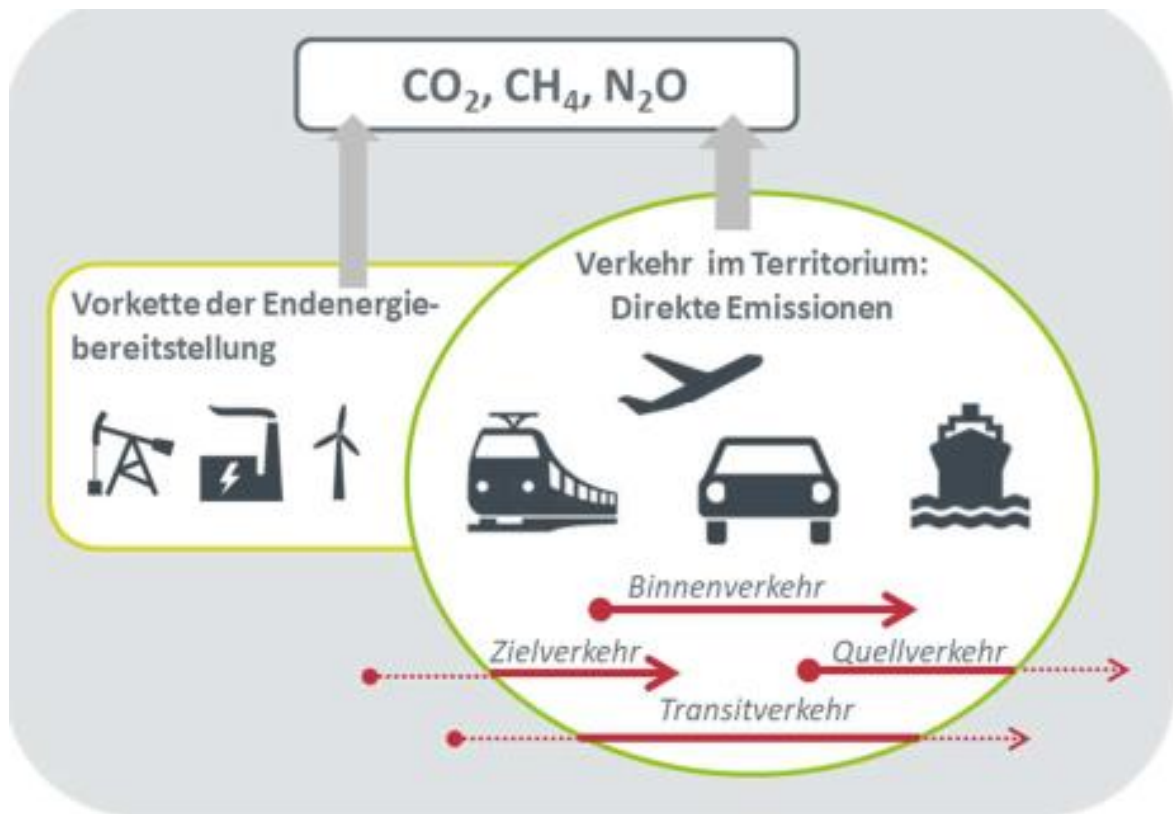 CO₂, CH₄, N₂O
Verkehr im Territorium:
Direkte Emissionen
Vorkette der Endenergie-
bereitstellung
Binnenverkehr
Zielverkehr
Quellverkehr
Transitverkehr